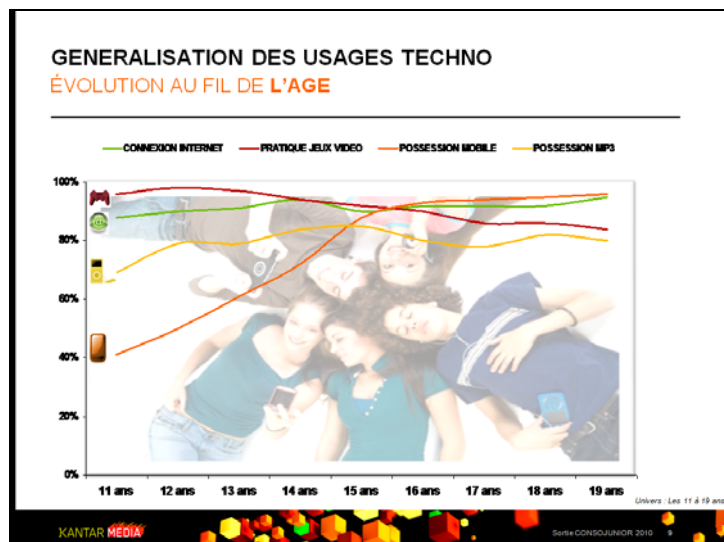 GENERALISATION DES USAGES TECHNO
ÉVOLUTION AU FIL DE L'AGE
CONNEXION INTERNET PRATIQUE JEUX VIDEO POSSESSION MOBILE POSSESSION MP3
100%
80%
60%
40%
20%
0%
11 ans 12 ans 13 ans 14 ans 15 ans 16 ans 17 ans 18 ans 19 ans
Univers : Les 11 à 19 ans
KANTAR MEDIA Sortie CONSOJUNIOR 2010 9